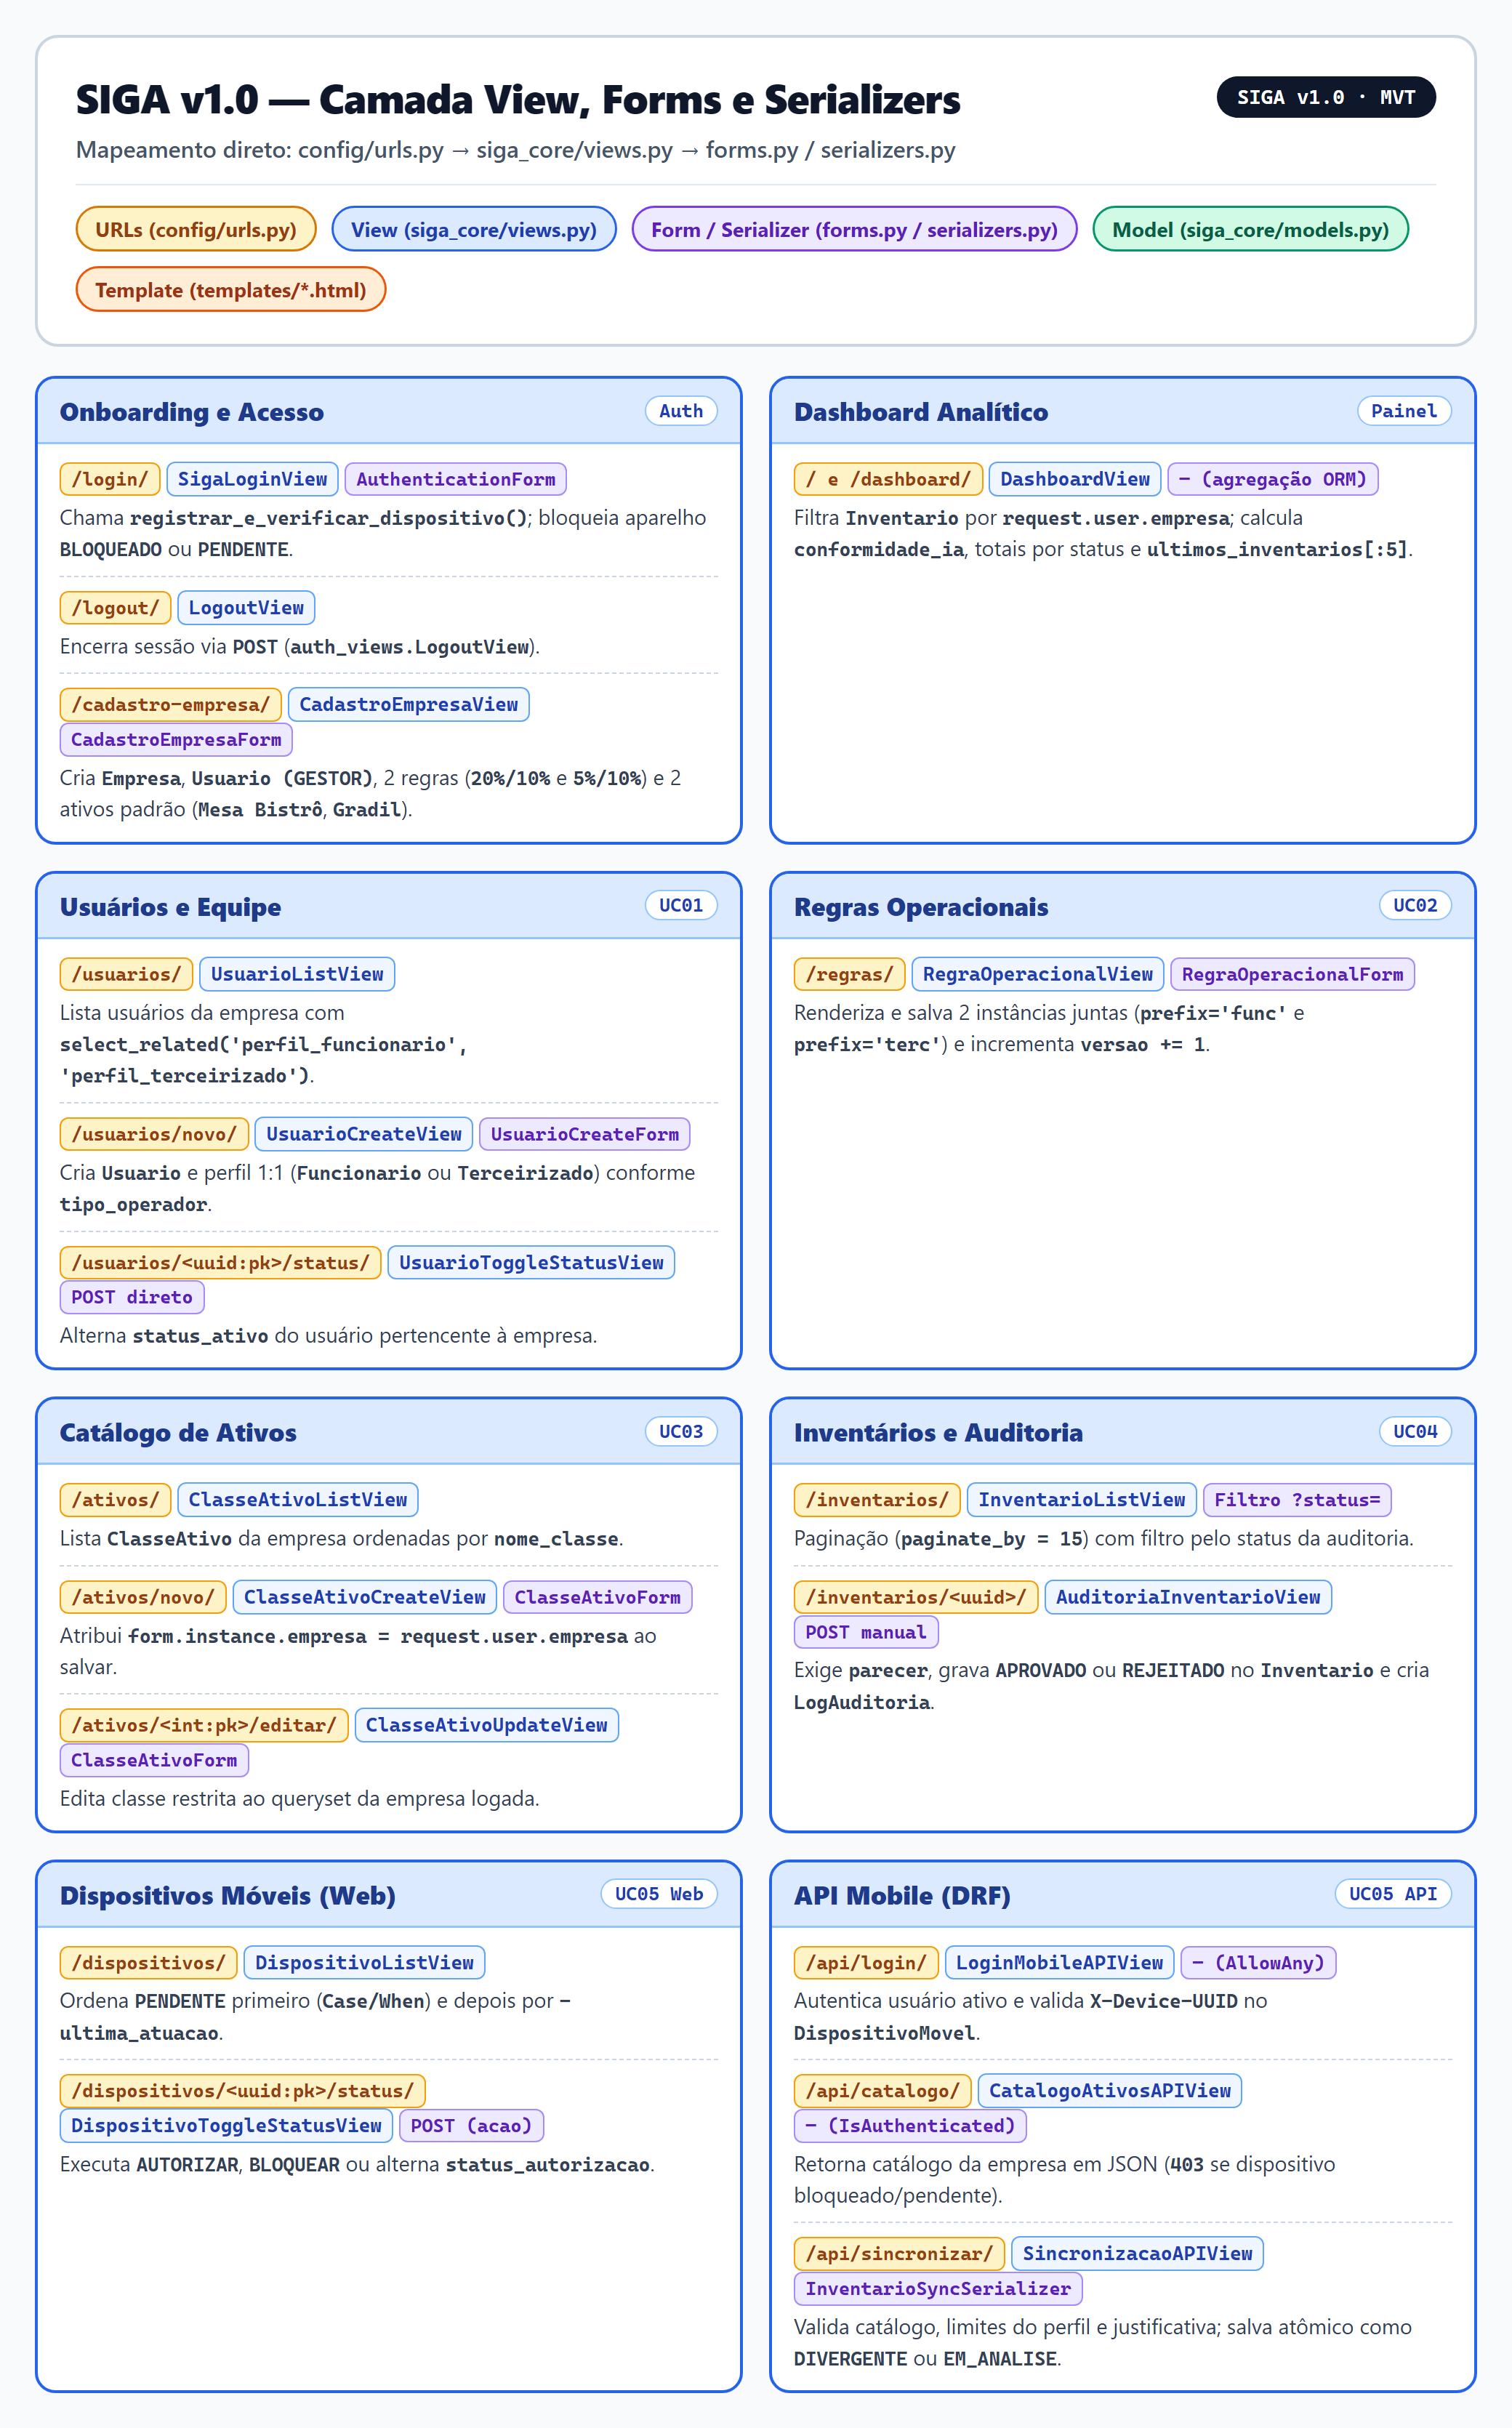 SIGA v1.0 — Camada View, Forms e Serializers
SIGA v1.0 · MVT
Mapeamento direto: config/urls.py → siga_core/views.py → forms.py / serializers.py
URLs (config/urls.py)
View (siga_core/views.py)
Form / Serializer (forms.py / serializers.py)
Model (siga_core/models.py)
Template (templates/*.html)
Onboarding e Acesso
Auth
/login/ SigaLoginView AuthenticationForm
Chama registrar_e_verificar_dispositivo(); bloqueia aparelho
BLOQUEADO ou PENDENTE.
/logout/ LogoutView
Encerra sessão via POST (auth_views.LogoutView).
/cadastro-empresa/ CadastroEmpresaView
CadastroEmpresaForm
Cria Empresa, Usuario (GESTOR), 2 regras (20%/10% e 5%/10%) e 2
ativos padrão (Mesa Bistrô, Gradil).
Dashboard Analítico
Painel
/ e /dashboard/ DashboardView — (agregação ORM)
Filtra Inventario por request.user.empresa; calcula
conformidade_ia, totais por status e ultimos_inventarios[:5].
Usuários e Equipe
UC01
/usuarios/ UsuarioListView
Lista usuários da empresa com
select_related('perfil_funcionario',
'perfil_terceirizado').
/usuarios/novo/ UsuarioCreateView UsuarioCreateForm
Cria Usuario e perfil 1:1 (Funcionario ou Terceirizado) conforme
tipo_operador.
/usuarios/<uuid:pk>/status/ UsuarioToggleStatusView
POST direto
Alterna status_ativo do usuário pertencente à empresa.
Regras Operacionais
UC02
/regras/ RegraOperacionalView RegraOperacionalForm
Renderiza e salva 2 instâncias juntas (prefix='func' e
prefix='terc') e incrementa versao += 1.
Catálogo de Ativos
UC03
/ativos/ ClasseAtivoListView
Lista ClasseAtivo da empresa ordenadas por nome_classe.
/ativos/novo/ ClasseAtivoCreateView ClasseAtivoForm
Atribui form.instance.empresa = request.user.empresa ao
salvar.
/ativos/<int:pk>/editar/ ClasseAtivoUpdateView
ClasseAtivoForm
Edita classe restrita ao queryset da empresa logada.
Inventários e Auditoria
UC04
/inventarios/ InventarioListView Filtro ?status=
Paginação (paginate_by = 15) com filtro pelo status da auditoria.
/inventarios/<uuid>/ AuditoriaInventarioView
POST manual
Exige parecer, grava APROVADO ou REJEITADO no Inventario e cria
LogAuditoria.
Dispositivos Móveis (Web)
UC05 Web
/dispositivos/ DispositivoListView
Ordena PENDENTE primeiro (Case/When) e depois por -
ultima_atuacao.
/dispositivos/<uuid:pk>/status/
DispositivoToggleStatusView POST (acao)
Executa AUTORIZAR, BLOQUEAR ou alterna status_autorizacao.
API Mobile (DRF)
UC05 API
/api/login/ LoginMobileAPIView — (AllowAny)
Autentica usuário ativo e valida X-Device-UUID no
DispositivoMovel.
/api/catalogo/ CatalogoAtivosAPIView
— (IsAuthenticated)
Retorna catálogo da empresa em JSON (403 se dispositivo
bloqueado/pendente).
/api/sincronizar/ SincronizacaoAPIView
InventarioSyncSerializer
Valida catálogo, limites do perfil e justificativa; salva atômico como
DIVERGENTE ou EM_ANALISE.